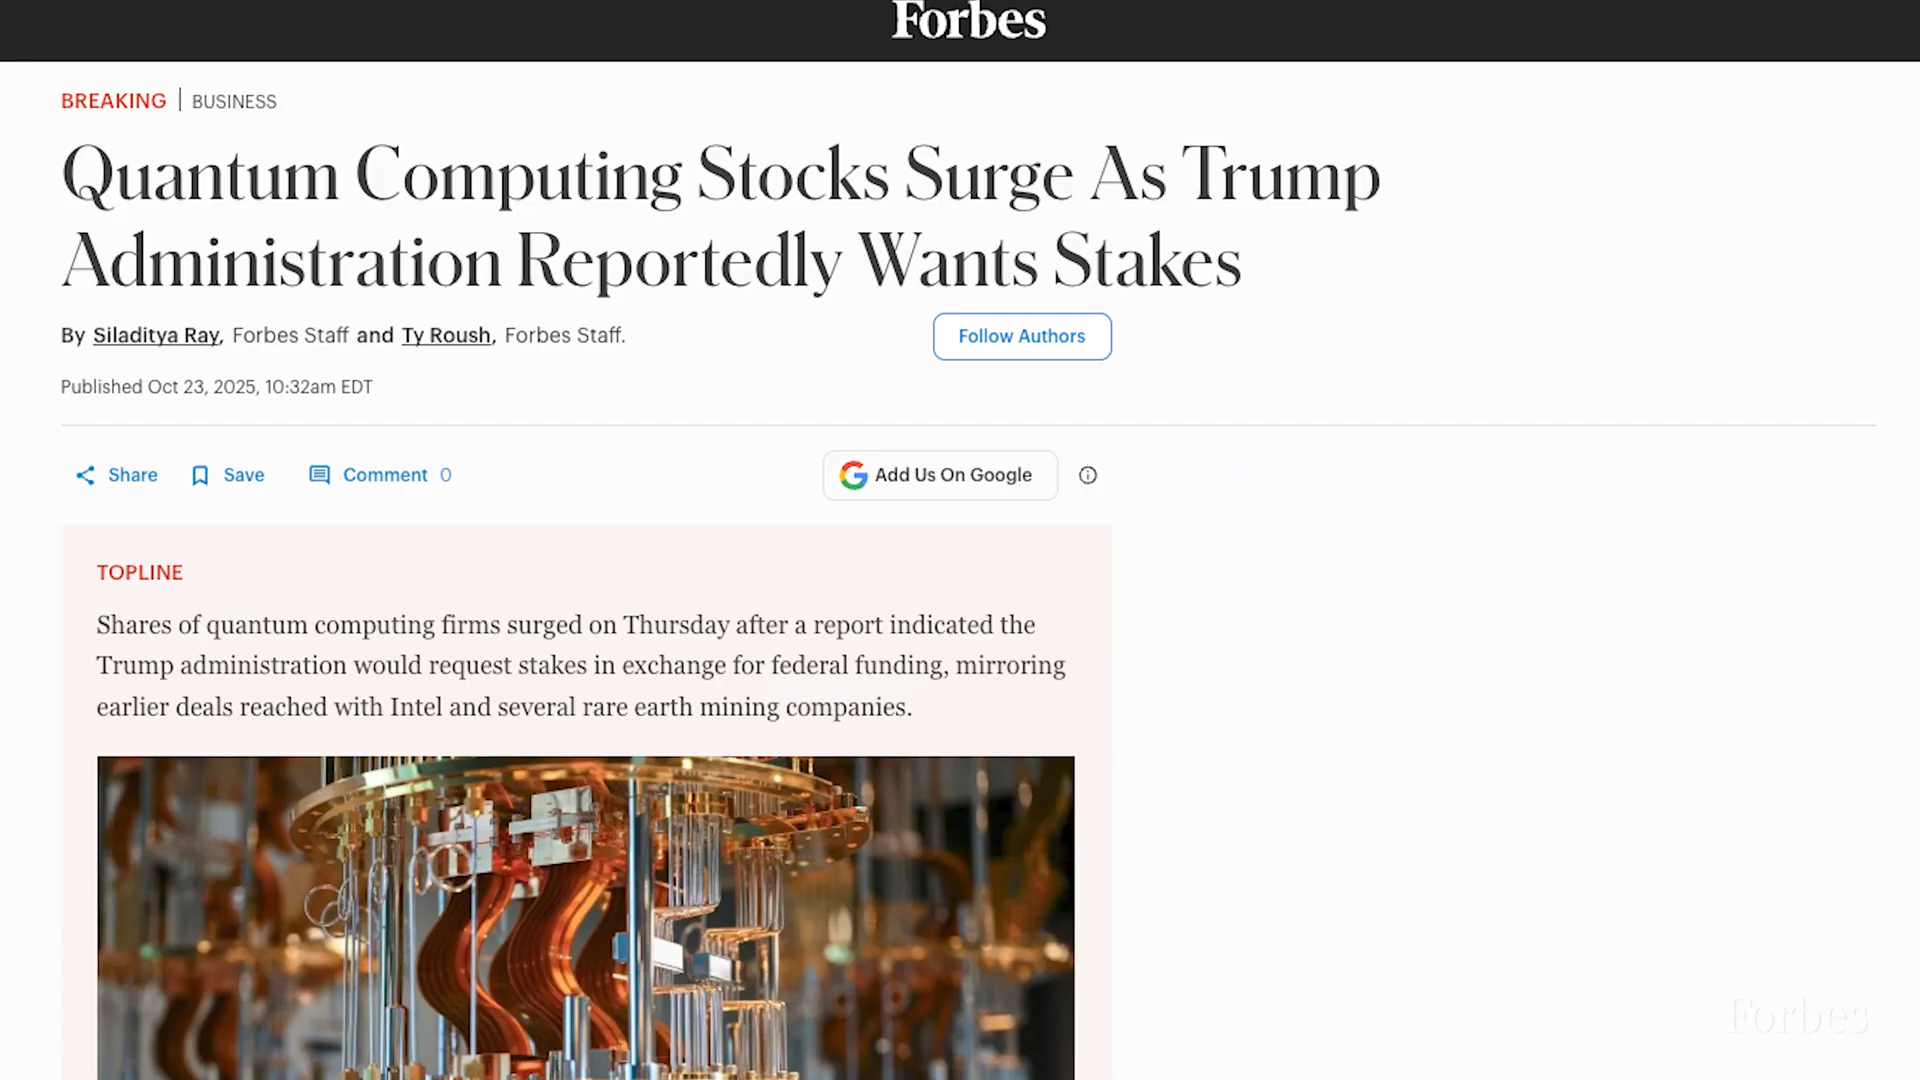 Forbes
BREAKING | BUSINESS
Quantum Computing Stocks Surge As Trump
Administration Reportedly Wants Stakes
By Siladitya Ray, Forbes Staff and Ty Roush, Forbes Staff.
Follow Authors
Published Oct 23, 2025, 10:32am EDT
Share
Save
Comment 0
Add Us On Google
TOPLINE
Shares of quantum computing firms surged on Thursday after a report indicated the
Trump administration would request stakes in exchange for federal funding, mirroring
earlier deals reached with Intel and several rare earth mining companies.
Forbes